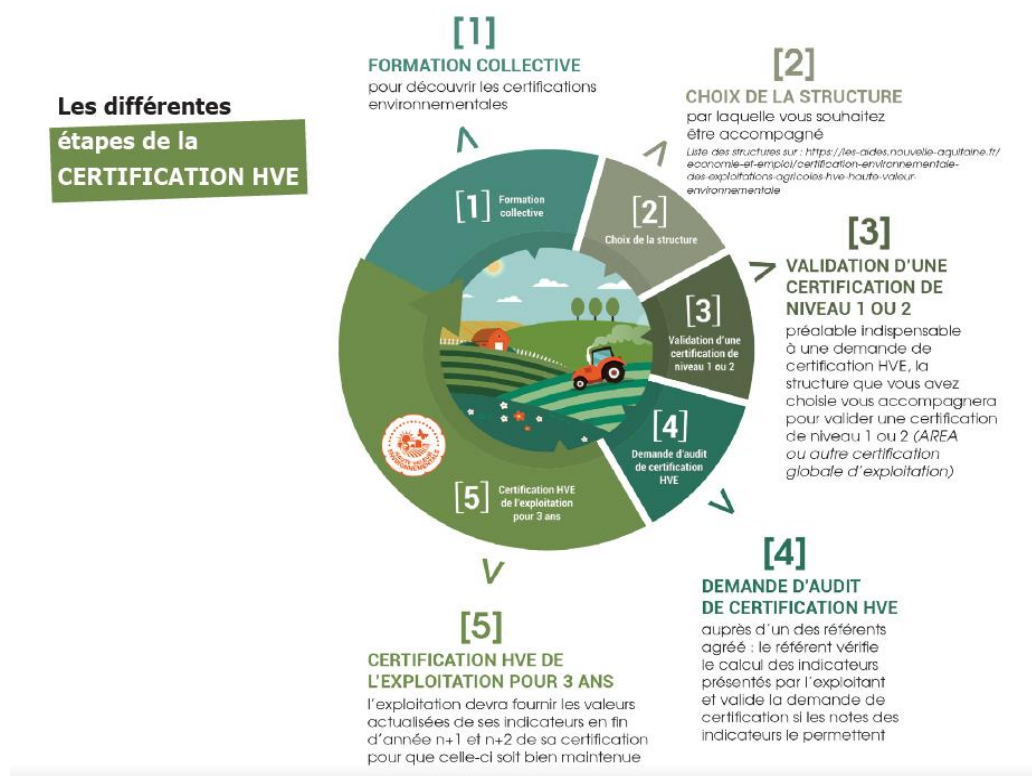 Les différentes
étapes de la
CERTIFICATION HVE
[1]
FORMATION COLLECTIVE
pour découvrir les certifications
environnementales
[2]
CHOIX DE LA STRUCTURE
par laquelle vous souhaitez
être accompagné
Liste des structures sur : https://les-aides.nouvelle-aquitaine.fr/
economie-et-emploi/certification-environnementale-
des-exploitations-agricoles-hve-haute-valeur-
environnementale
[1] Formation
collective
[2]
Choix de la structure
[3]
Validation d'une
certification de
niveau 1 ou 2
[4]
Demande d'audit
de certification
HVE
[5] Certification HVE
de l'exploitation
pour 3 ans
HAUTE VALEUR
ENVIRONNEMENTALE
[3]
VALIDATION D'UNE
CERTIFICATION DE
NIVEAU 1 OU 2
préalable indispensable
à une demande de
certification HVE, la
structure que vous avez
choisie vous accompagnera
pour valider une certification
de niveau 1 ou 2 (AREA
ou autre certification
globale d'exploitation)
[4]
DEMANDE D'AUDIT
DE CERTIFICATION HVE
auprès d'un des référents
agréé : le référent vérifie
le calcul des indicateurs
présentés par l'exploitant
et valide la demande de
certification si les notes des
indicateurs le permettent
[5]
CERTIFICATION HVE DE
L'EXPLOITATION POUR 3 ANS
l'exploitation devra fournir les valeurs
actualisées de ses indicateurs en fin
d'année n+1 et n+2 de sa certification
pour que celle-ci soit bien maintenue